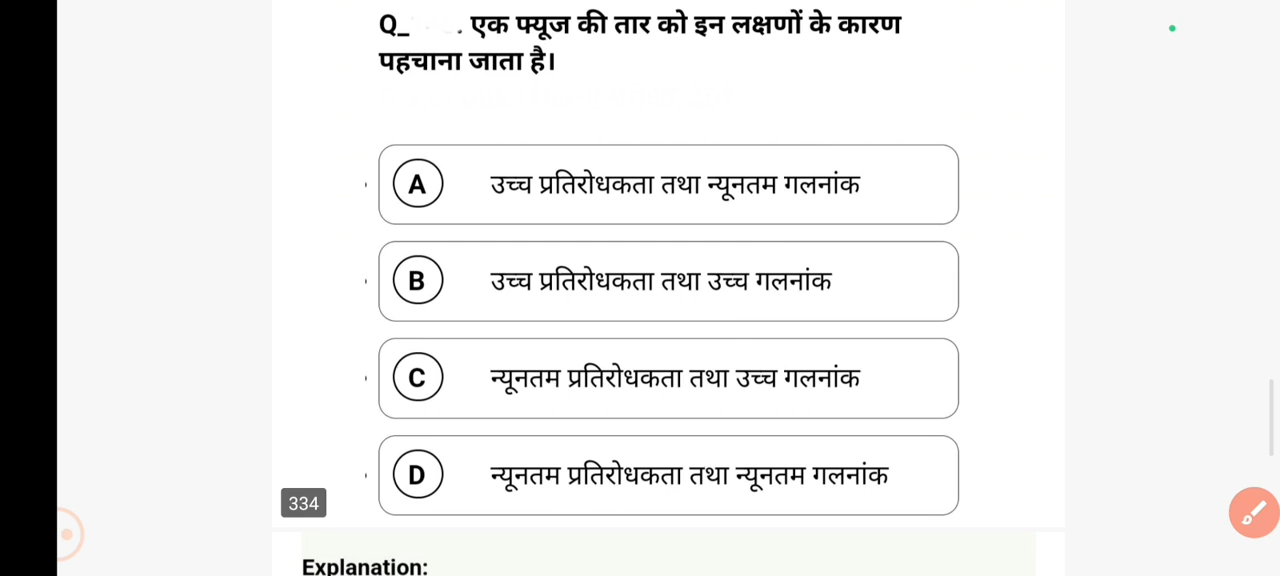 Q_ . एक फ्यूज की तार को इन लक्षणों के कारण
पहचाना जाता है।
A उच्च प्रतिरोधकता तथा न्यूनतम गलनांक
B उच्च प्रतिरोधकता तथा उच्च गलनांक
C न्यूनतम प्रतिरोधकता तथा उच्च गलनांक
D न्यूनतम प्रतिरोधकता तथा न्यूनतम गलनांक
334
Explanation: